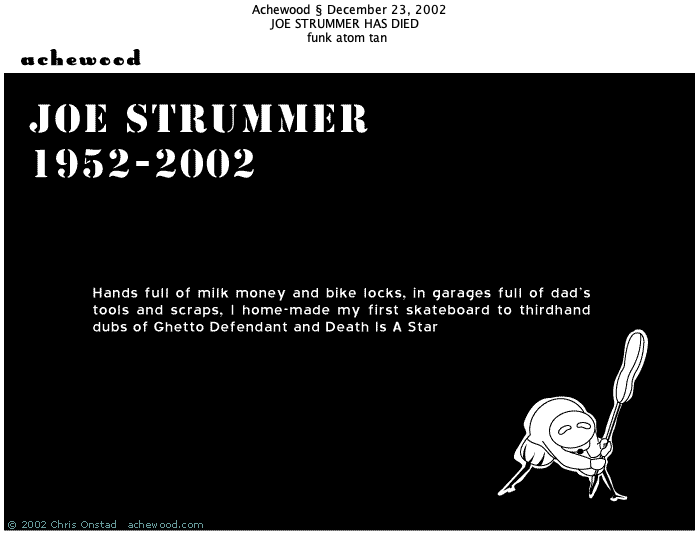 Achewood § December 23, 2002
JOE STRUMMER HAS DIED
funk atom tan
achewood
JOE STRUMMER
1952-2002
Hands full of milk money and bike locks, in garages full of dad's
tools and scraps, I home-made my first skateboard to thirdhand
dubs of Ghetto Defendant and Death Is A Star
© 2002 Chris Onstad achewood.com